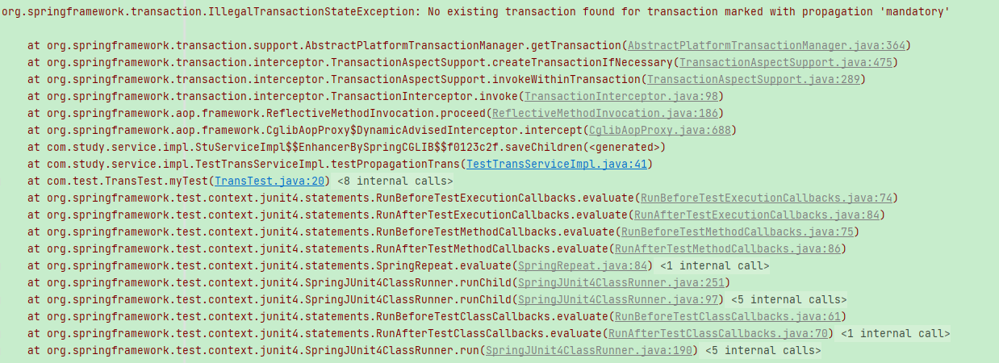 org.springframework.transaction.IllegalTransactionStateException: No existing transaction found for transaction marked with propagation 'mandatory'
at org.springframework.transaction.support.AbstractPlatformTransactionManager.getTransaction(AbstractPlatformTransactionManager.java:364)
at org.springframework.transaction.interceptor.TransactionAspectSupport.createTransactionIfNecessary(TransactionAspectSupport.java:475)
at org.springframework.transaction.interceptor.TransactionAspectSupport.invokeWithinTransaction(TransactionAspectSupport.java:289)
at org.springframework.transaction.interceptor.TransactionInterceptor.invoke(TransactionInterceptor.java:98)
at org.springframework.aop.framework.ReflectiveMethodInvocation.proceed(ReflectiveMethodInvocation.java:186)
at org.springframework.aop.framework.CglibAopProxy$DynamicAdvisedInterceptor.intercept(CglibAopProxy.java:688)
at com.study.service.impl.StuServiceImpl$$EnhancerBySpringCGLIB$$f0123c2f.saveChildren(<generated>)
at com.study.service.impl.TestTransServiceImpl.testPropagationTrans(TestTransServiceImpl.java:41)
at com.test.TransTest.myTest(TransTest.java:20) <8 internal calls>
at org.springframework.test.context.junit4.statements.RunBeforeTestExecutionCallbacks.evaluate(RunBeforeTestExecutionCallbacks.java:74)
at org.springframework.test.context.junit4.statements.RunAfterTestExecutionCallbacks.evaluate(RunAfterTestExecutionCallbacks.java:84)
at org.springframework.test.context.junit4.statements.RunBeforeTestMethodCallbacks.evaluate(RunBeforeTestMethodCallbacks.java:75)
at org.springframework.test.context.junit4.statements.RunAfterTestMethodCallbacks.evaluate(RunAfterTestMethodCallbacks.java:86)
at org.springframework.test.context.junit4.statements.SpringRepeat.evaluate(SpringRepeat.java:84) <1 internal call>
at org.springframework.test.context.junit4.SpringJUnit4ClassRunner.runChild(SpringJUnit4ClassRunner.java:251)
at org.springframework.test.context.junit4.SpringJUnit4ClassRunner.runChild(SpringJUnit4ClassRunner.java:97) <5 internal calls>
at org.springframework.test.context.junit4.statements.RunBeforeTestClassCallbacks.evaluate(RunBeforeTestClassCallbacks.java:61)
at org.springframework.test.context.junit4.statements.RunAfterTestClassCallbacks.evaluate(RunAfterTestClassCallbacks.java:70) <1 internal call>
at org.springframework.test.context.junit4.SpringJUnit4ClassRunner.run(SpringJUnit4ClassRunner.java:190) <5 internal calls>